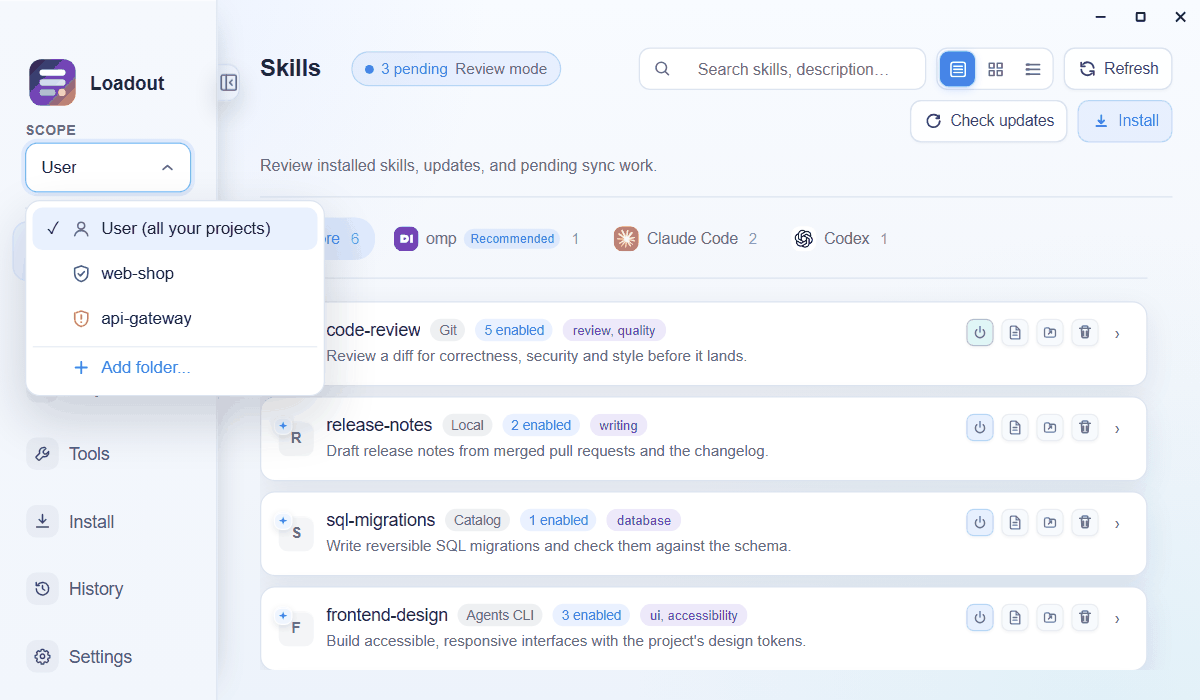 Loadout
SCOPE
User
User (all your projects)
web-shop
api-gateway
Add folder...
Tools
Install
History
Settings
Skills
3 pending Review mode
Search skills, description…
Refresh
Check updates
Install
Review installed skills, updates, and pending sync work.
6
omp Recommended 1
Claude Code 2
Codex 1
code-review Git 5 enabled review, quality
Review a diff for correctness, security and style before it lands.
R
release-notes Local 2 enabled writing
Draft release notes from merged pull requests and the changelog.
S
sql-migrations Catalog 1 enabled database
Write reversible SQL migrations and check them against the schema.
F
frontend-design Agents CLI 3 enabled ui, accessibility
Build accessible, responsive interfaces with the project's design tokens.